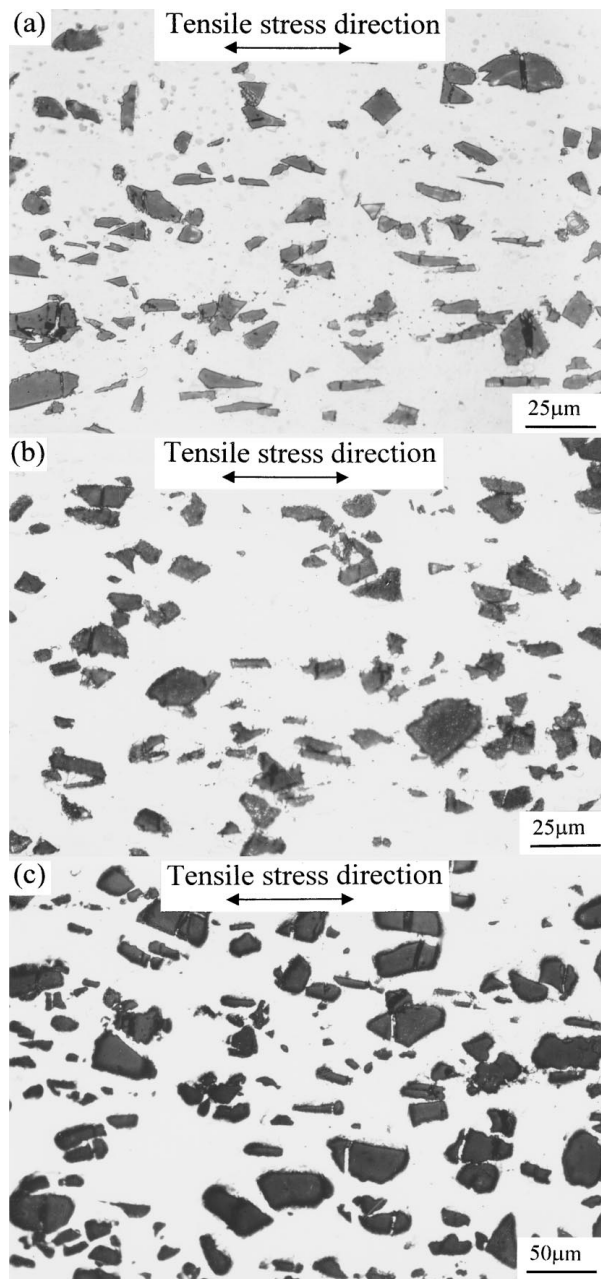 (a)
Tensile stress direction
25μm
(b)
Tensile stress direction
25μm
(c)
Tensile stress direction
50μm